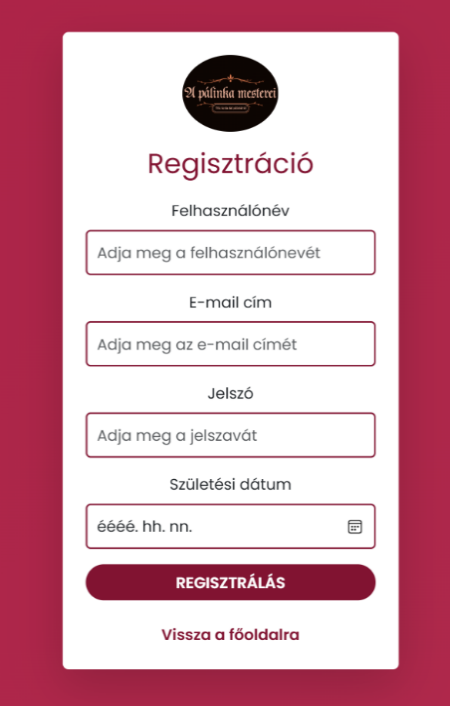 A pálinka mesterei
Regisztráció
Felhasználónév
Adja meg a felhasználónevét
E-mail cím
Adja meg az e-mail címét
Jelszó
Adja meg a jelszavát
Születési dátum
éééé. hh. nn.
REGISZTRÁLÁS
Vissza a főoldalra